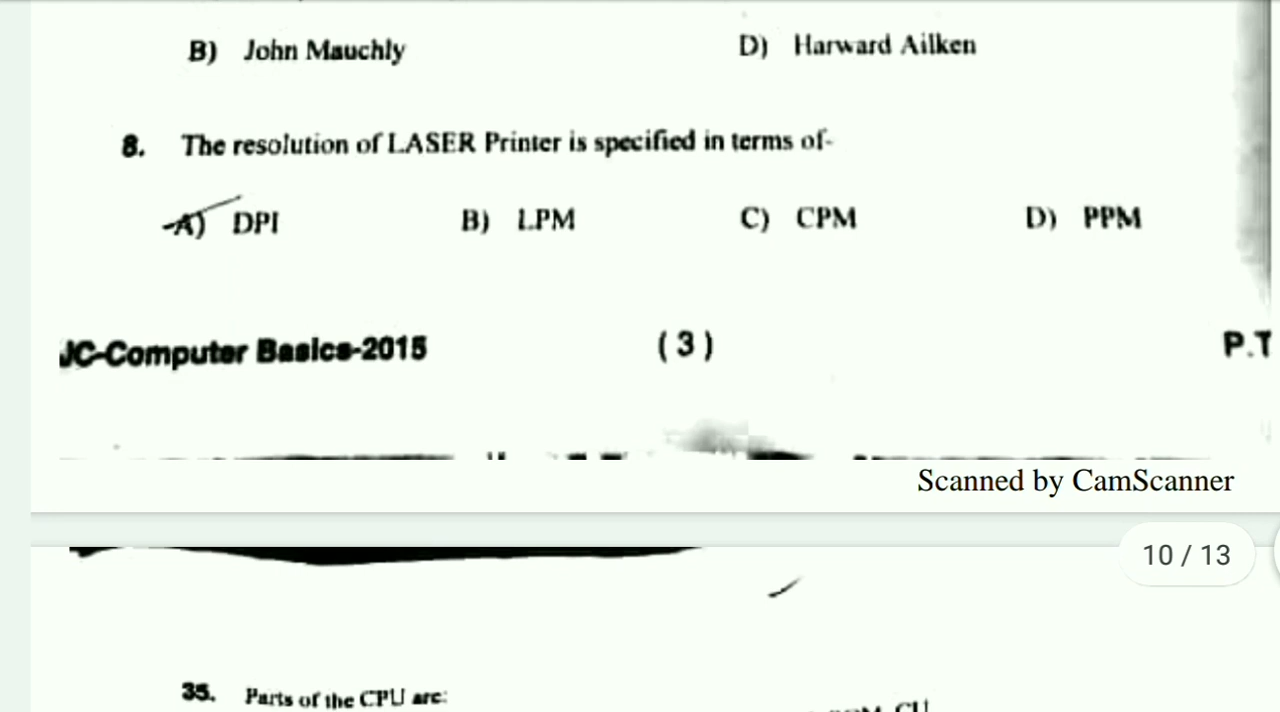 B) John Mauchly D) Harward Ailken
8. The resolution of LASER Printer is specified in terms of-
A) DPI B) LPM C) CPM D) PPM
JC-Computer Basics-2015 (3) P.T
Scanned by CamScanner
10 / 13
35. Parts of the CPU are:
CU